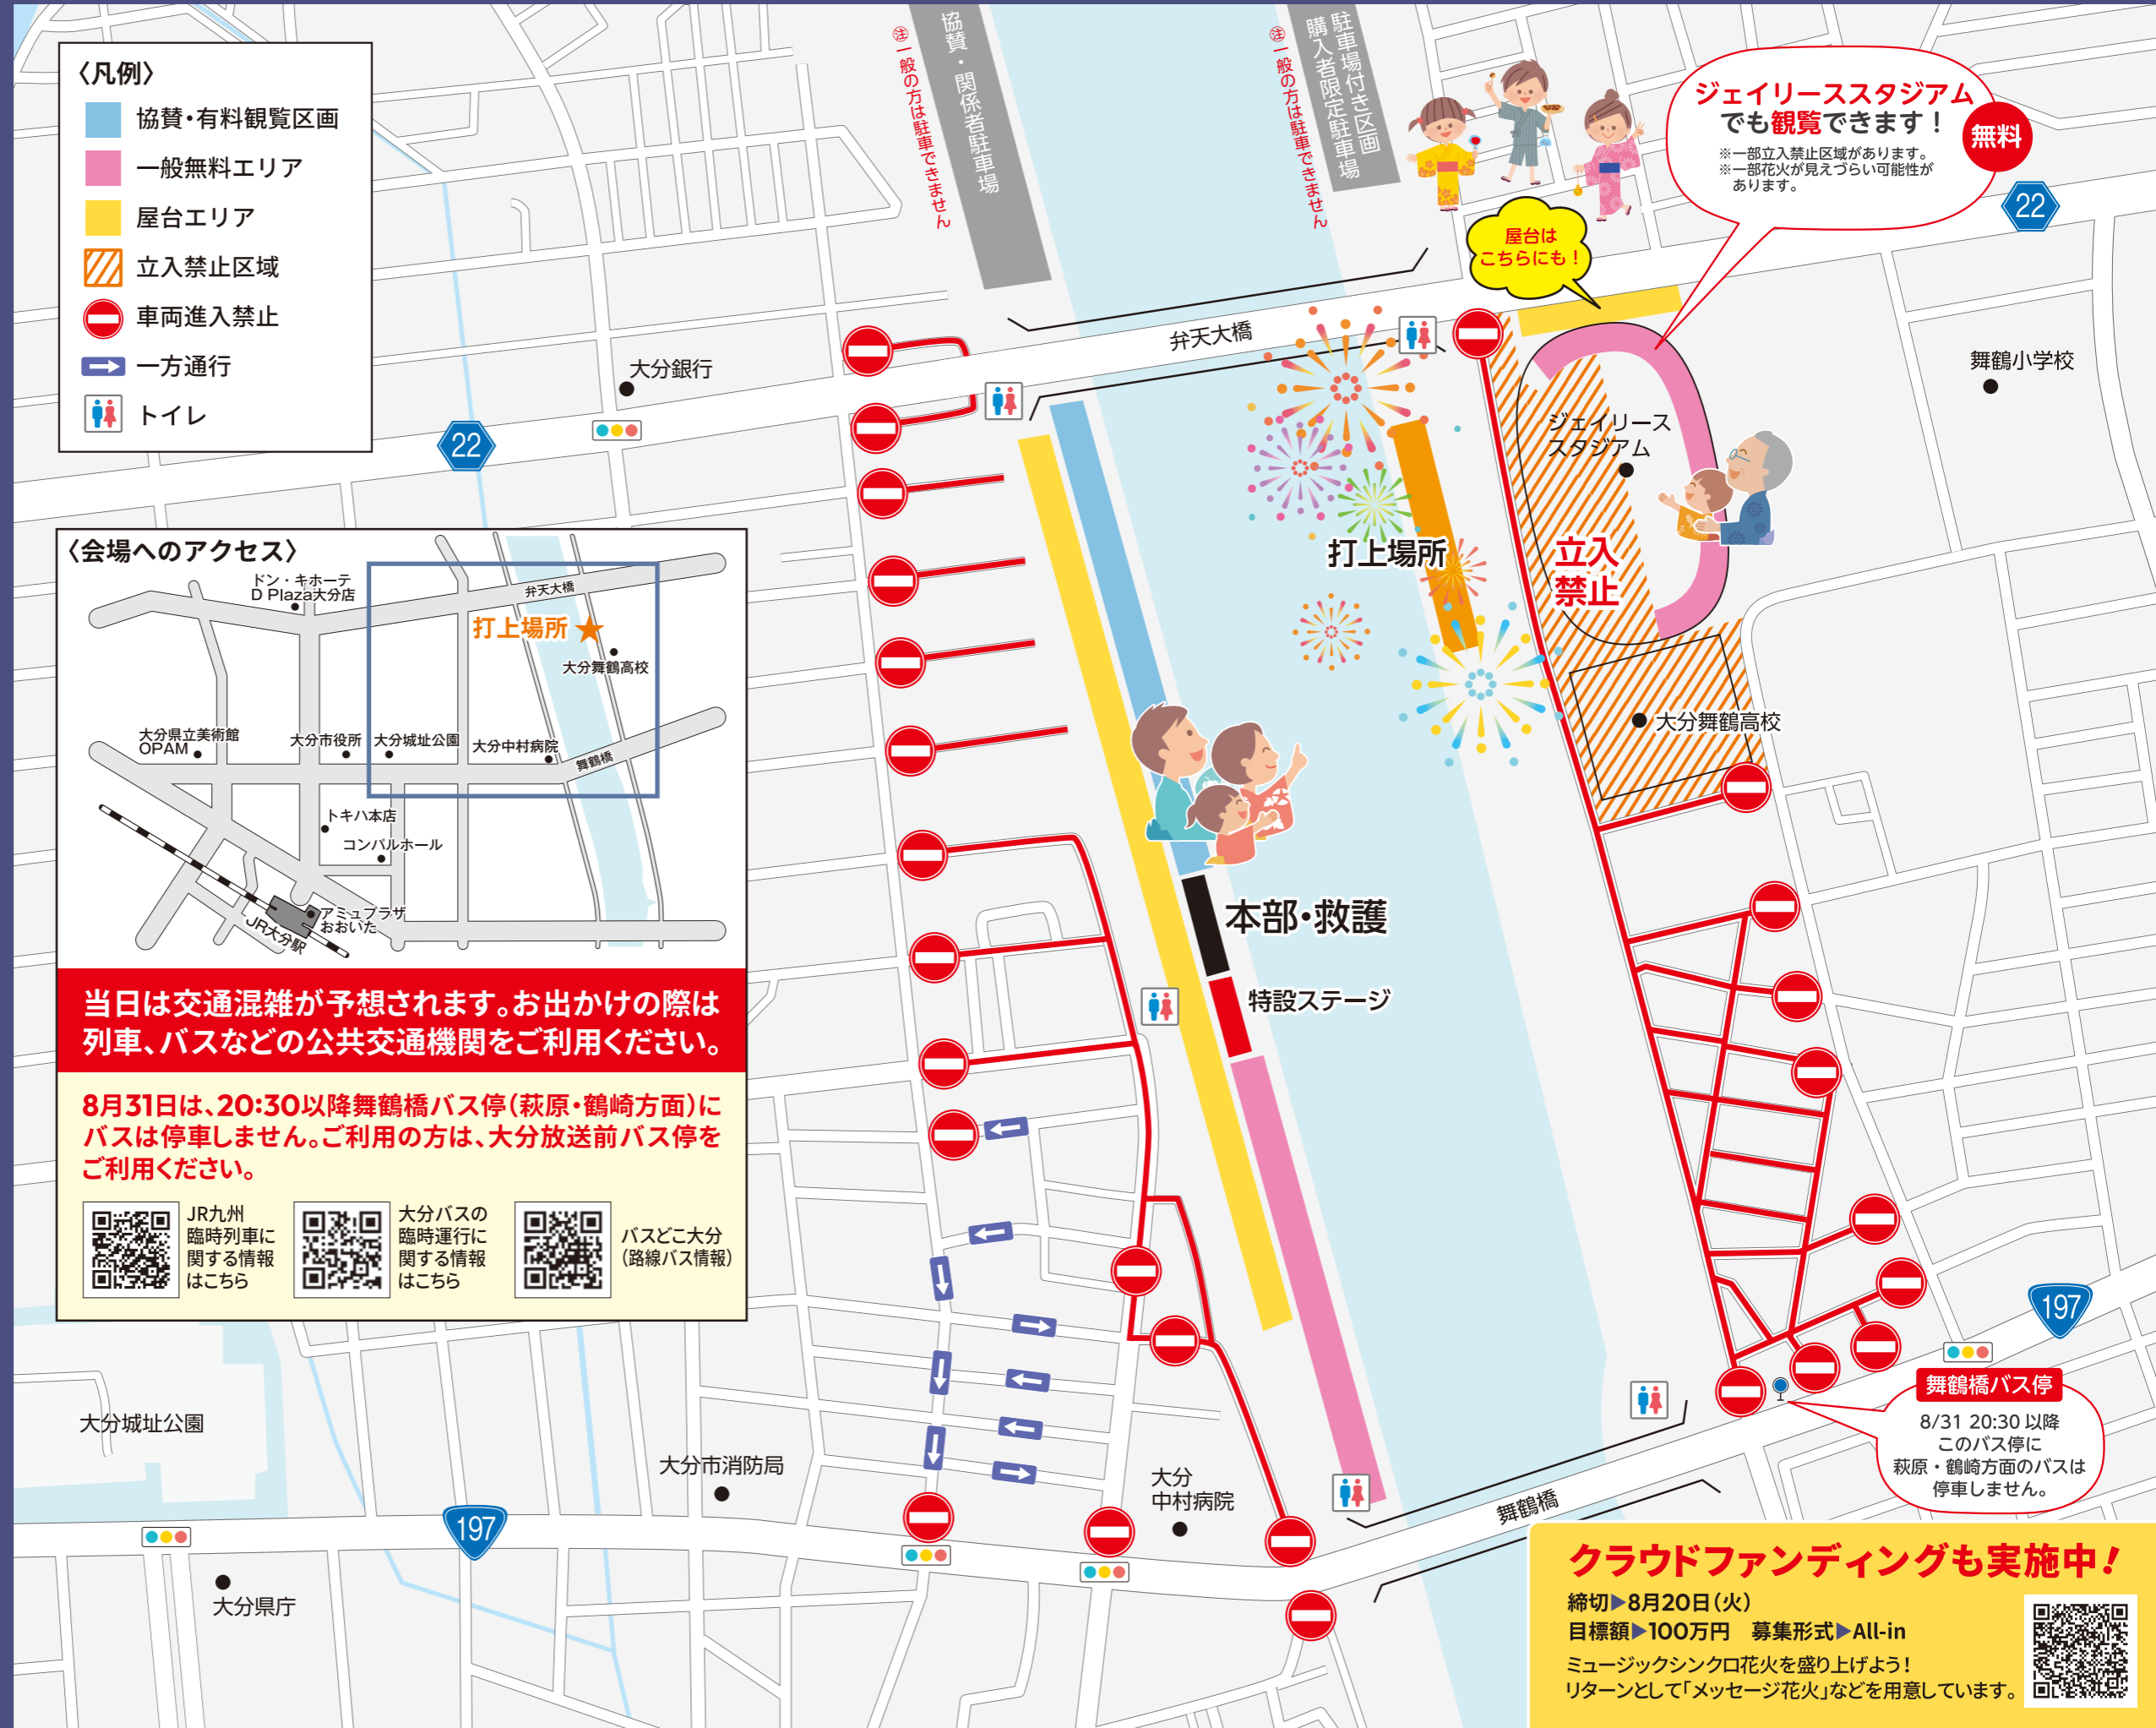 〈凡例〉
協賛・有料観覧区画
一般無料エリア
屋台エリア
立入禁止区域
車両進入禁止
一方通行
トイレ
協賛・関係者駐車場
㊟一般の方は駐車できません
駐車場付き区画
購入者限定駐車場
㊟一般の方は駐車できません
ジェイリーススタジアム
でも観覧できます！
無料
※一部立入禁止区域があります。
※一部花火が見えづらい可能性が
あります。
22
屋台は
こちらにも！
弁天大橋
大分銀行
22
舞鶴小学校
ジェイリース
スタジアム
打上場所
立入
禁止
大分舞鶴高校
〈会場へのアクセス〉
ドン・キホーテ
D Plaza大分店
弁天大橋
打上場所
大分舞鶴高校
大分県立美術館
OPAM
大分市役所
大分城址公園
大分中村病院
舞鶴橋
トキハ本店
コンパルホール
アミュプラザ
おおいた
JR大分駅
当日は交通混雑が予想されます。お出かけの際は
列車、バスなどの公共交通機関をご利用ください。
8月31日は、20:30以降舞鶴橋バス停（萩原・鶴崎方面）に
バスは停車しません。ご利用の方は、大分放送前バス停を
ご利用ください。
JR九州
臨時列車に
関する情報
はこちら
大分バスの
臨時運行に
関する情報
はこちら
バスどこ大分
（路線バス情報）
本部・救護
特設ステージ
大分城址公園
大分市消防局
大分
中村病院
197
大分県庁
舞鶴橋
197
舞鶴橋バス停
8/31 20:30 以降
このバス停に
萩原・鶴崎方面のバスは
停車しません。
クラウドファンディングも実施中！
締切▶8月20日（火）
目標額▶100万円　募集形式▶All-in
ミュージックシンクロ花火を盛り上げよう！
リターンとして「メッセージ花火」などを用意しています。